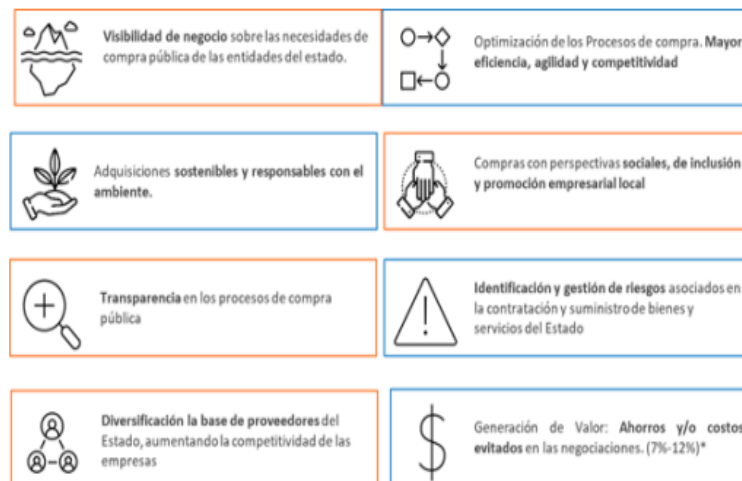 Visibilidad de negocio sobre las necesidades de
compra pública de las entidades del estado.
Optimización de los Procesos de compra. Mayor
eficiencia, agilidad y competitividad
Adquisiciones sostenibles y responsables con el
ambiente.
Compras con perspectivas sociales, de inclusión
y promoción empresarial local
Transparencia en los procesos de compra
pública
Identificación y gestión de riesgos asociados en
la contratación y suministro de bienes y
servicios del Estado
Diversificación la base de proveedores del
Estado, aumentando la competitividad de las
empresas
Generación de Valor: Ahorros y/o costos
evitados en las negociaciones. (7%-12%)*